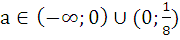 a ∈ (−∞; 0) ∪ (0; 1/8)